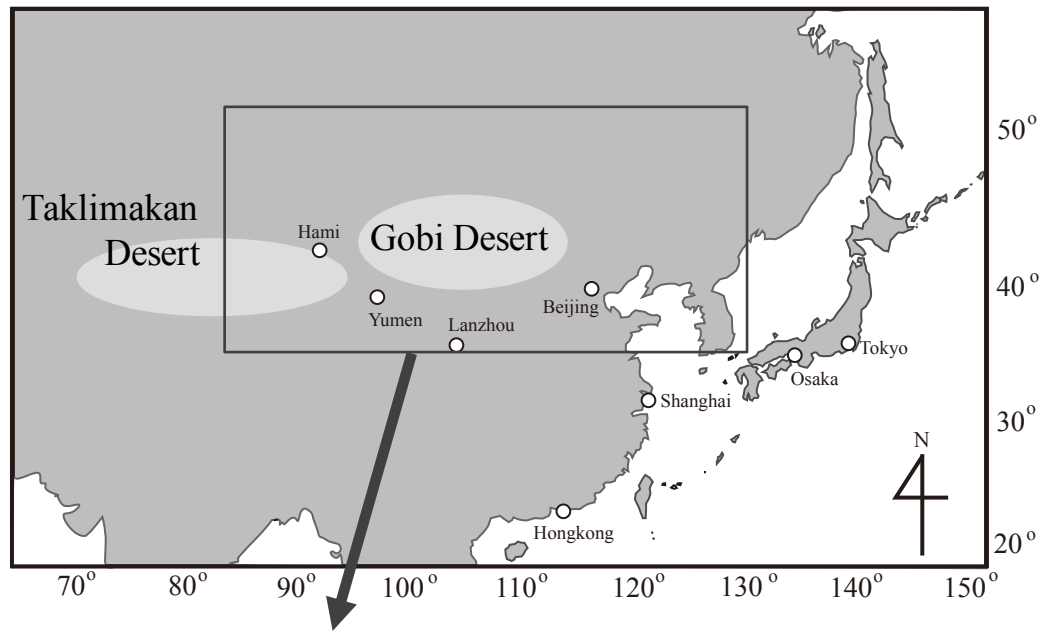 50°
Taklimakan
Desert
Hami
Gobi Desert
40°
Beijing
Yumen
Lanzhou
Tokyo
Osaka
Shanghai
30°
N
Hongkong
20°
70° 80° 90° 100° 110° 120° 130° 140° 150°